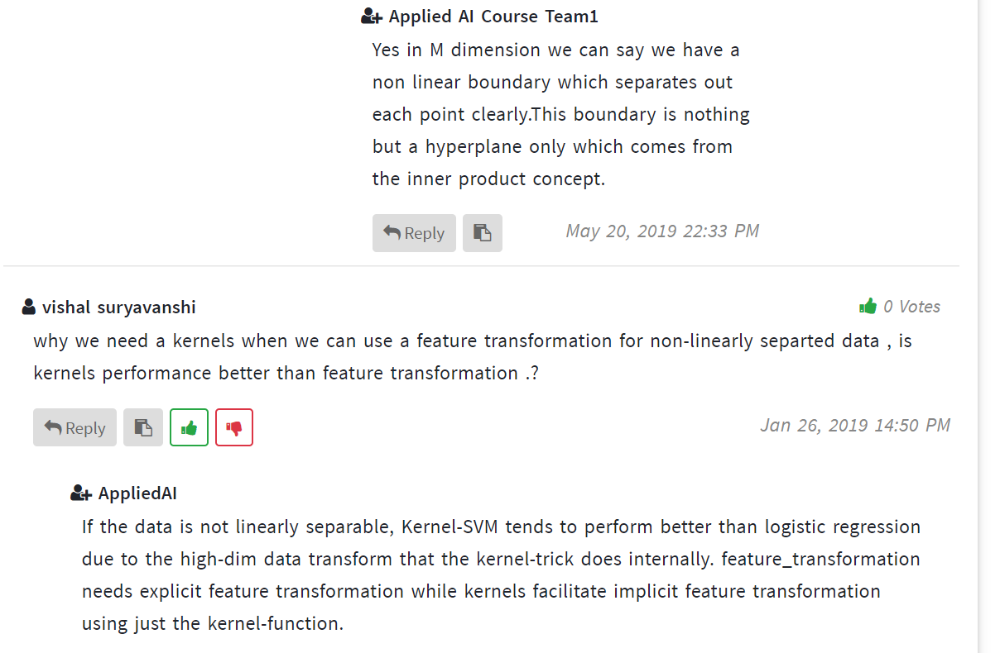 Applied AI Course Team1
Yes in M dimension we can say we have a
non linear boundary which separates out
each point clearly.This boundary is nothing
but a hyperplane only which comes from
the inner product concept.
Reply
May 20, 2019 22:33 PM
vishal suryavanshi
0 Votes
why we need a kernels when we can use a feature transformation for non-linearly separted data , is
kernels performance better than feature transformation .?
Reply
Jan 26, 2019 14:50 PM
AppliedAI
If the data is not linearly separable, Kernel-SVM tends to perform better than logistic regression
due to the high-dim data transform that the kernel-trick does internally. feature_transformation
needs explicit feature transformation while kernels facilitate implicit feature transformation
using just the kernel-function.